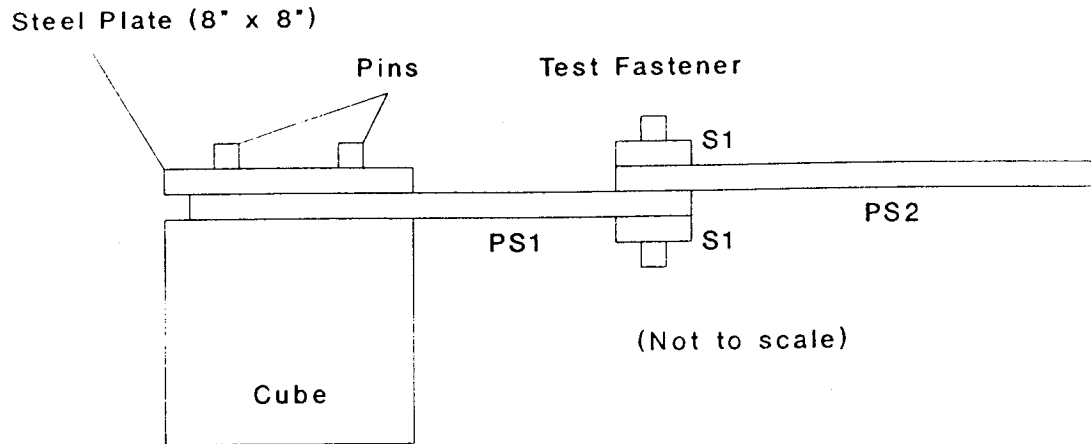 Steel Plate (8" x 8")
Pins
Test Fastener
S1
PS1
S1
PS2
(Not to scale)
Cube